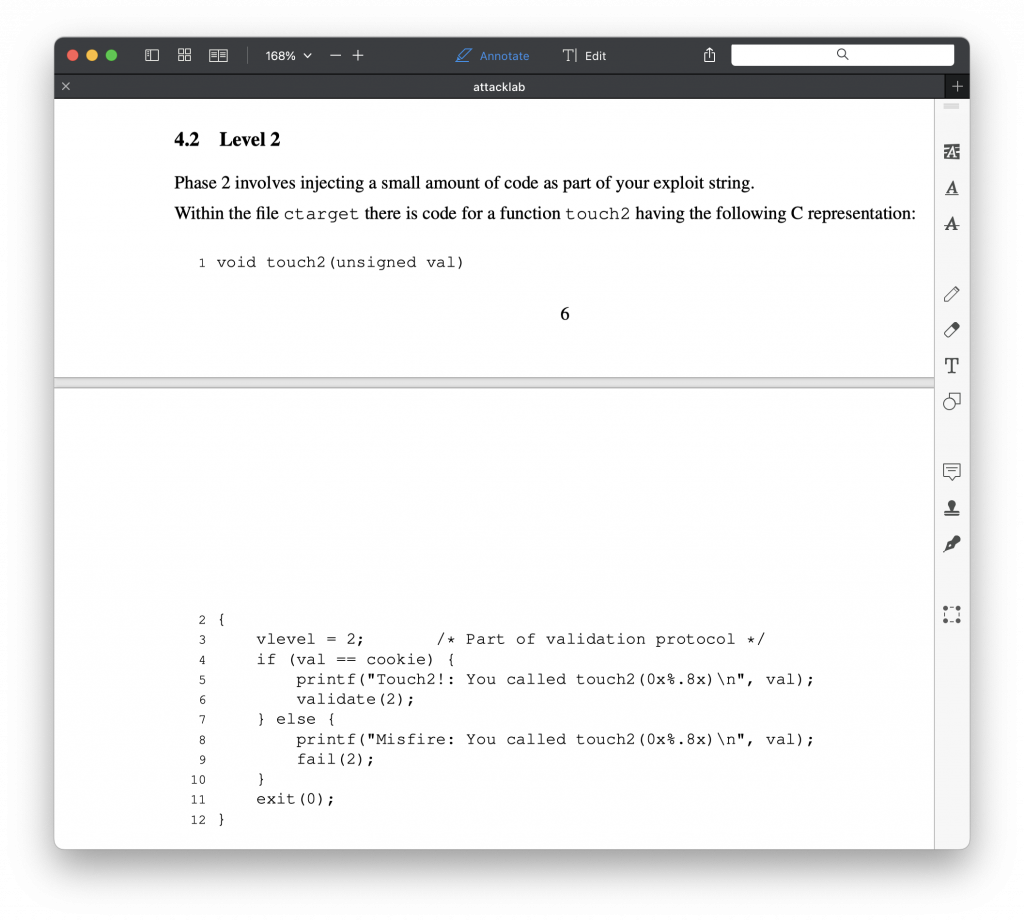 168%
Annotate
T| Edit
attacklab
4.2 Level 2
Phase 2 involves injecting a small amount of code as part of your exploit string.
Within the file ctarget there is code for a function touch2 having the following C representation:
1 void touch2(unsigned val)
6
2 {
3     vlevel = 2;       /* Part of validation protocol */
4     if (val == cookie) {
5         printf("Touch2!: You called touch2(0x%.8x)\n", val);
6         validate(2);
7     } else {
8         printf("Misfire: You called touch2(0x%.8x)\n", val);
9         fail(2);
10     }
11     exit(0);
12 }